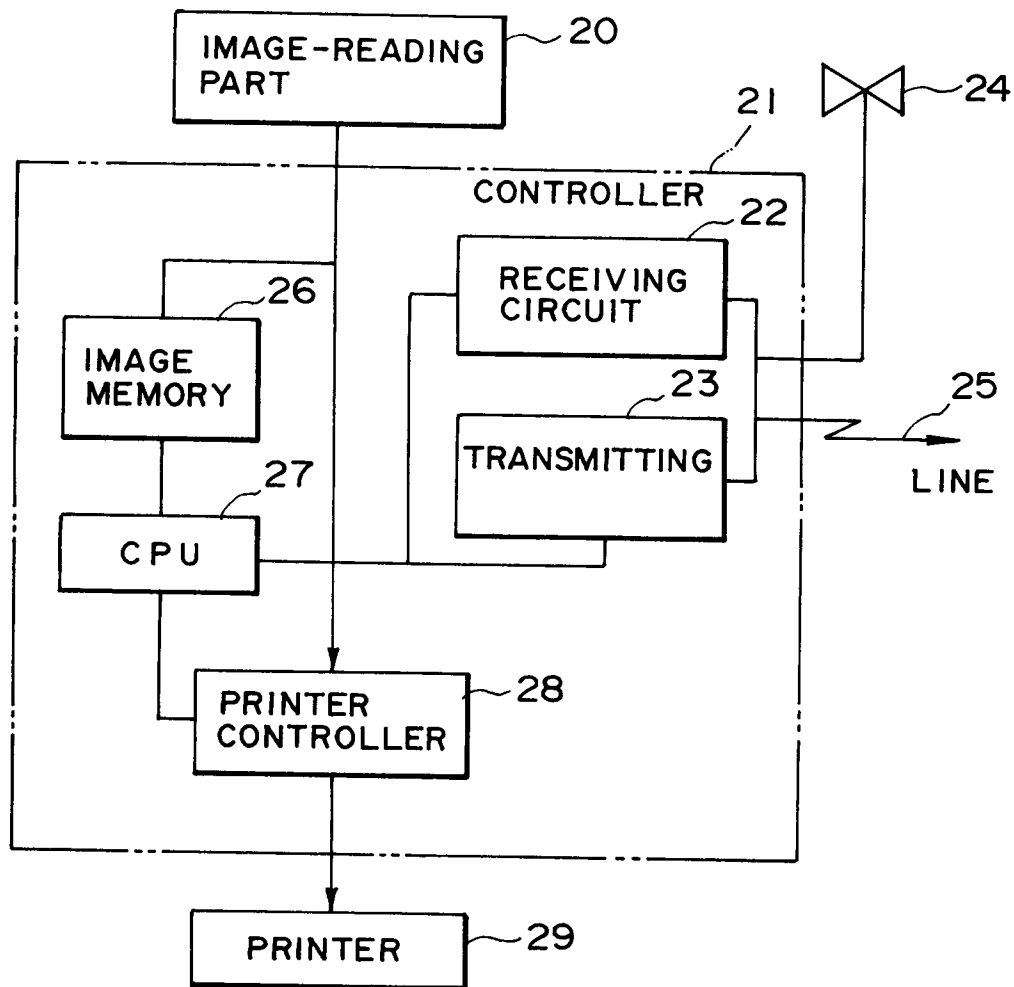 IMAGE-READING
PART
20
24
21
CONTROLLER
22
RECEIVING
CIRCUIT
26
IMAGE
MEMORY
23
TRANSMITTING
25
LINE
27
CPU
28
PRINTER
CONTROLLER
PRINTER
29